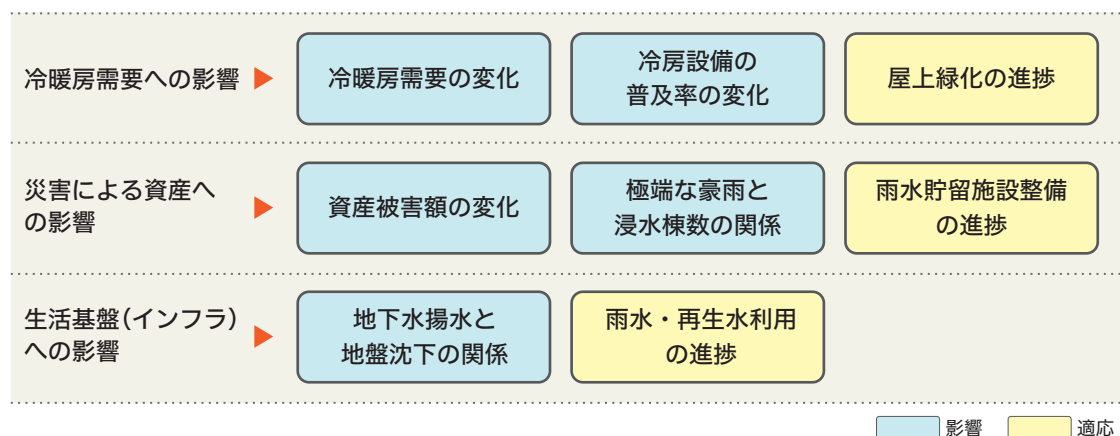 冷暖房需要への影響
冷暖房需要の変化
冷房設備の
普及率の変化
屋上緑化の進捗
災害による資産へ
の影響
資産被害額の変化
極端な豪雨と
浸水棟数の関係
雨水貯留施設整備
の進捗
生活基盤(インフラ)
への影響
地下水揚水と
地盤沈下の関係
雨水・再生水利用
の進捗
影響
適応